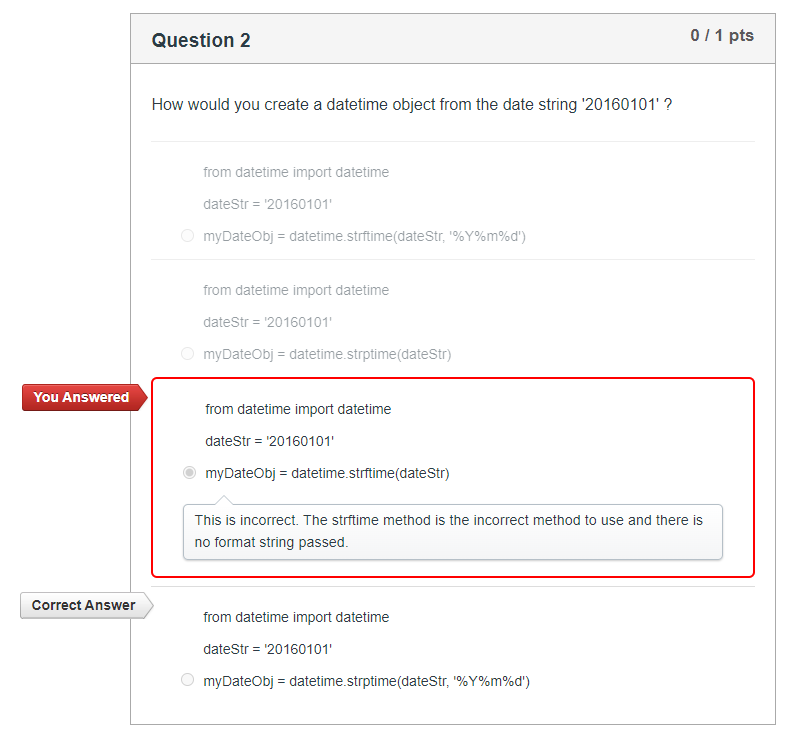 Question 2
0 / 1 pts
How would you create a datetime object from the date string '20160101' ?
from datetime import datetime
dateStr = '20160101'
myDateObj = datetime.strftime(dateStr, '%Y%m%d')
from datetime import datetime
dateStr = '20160101'
myDateObj = datetime.strptime(dateStr)
You Answered
from datetime import datetime
dateStr = '20160101'
myDateObj = datetime.strftime(dateStr)
This is incorrect. The strftime method is the incorrect method to use and there is
no format string passed.
Correct Answer
from datetime import datetime
dateStr = '20160101'
myDateObj = datetime.strptime(dateStr, '%Y%m%d')